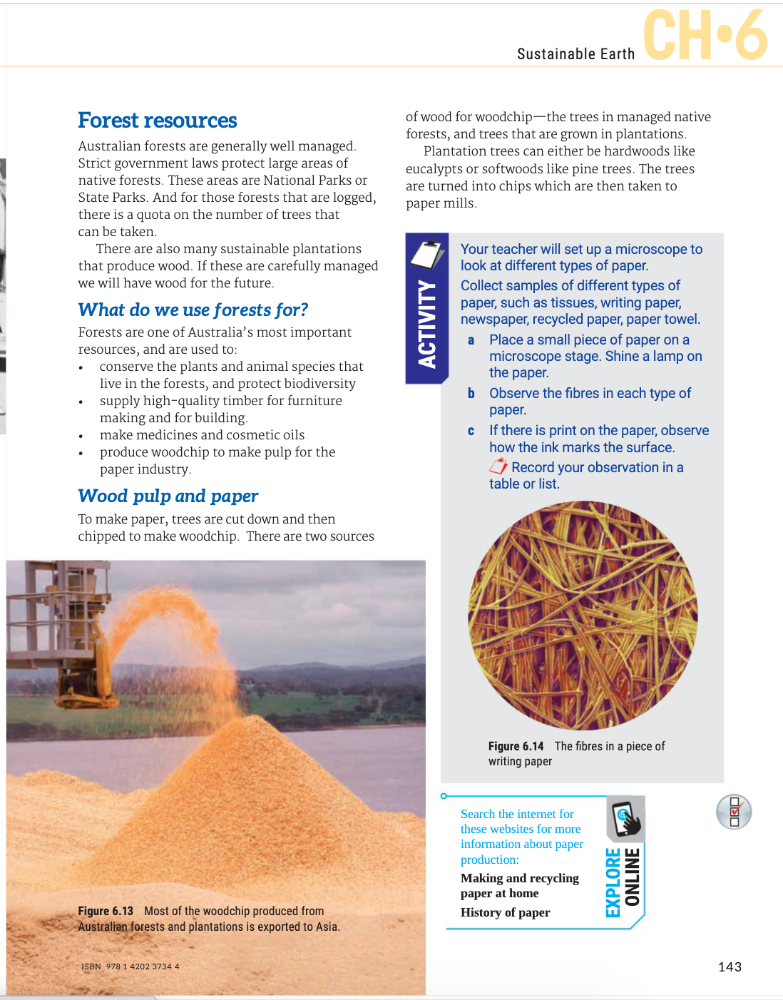 CH•6
Sustainable Earth
Forest resources
Australian forests are generally well managed.
Strict government laws protect large areas of
native forests. These areas are National Parks or
State Parks. And for those forests that are logged,
there is a quota on the number of trees that
can be taken.
There are also many sustainable plantations
that produce wood. If these are carefully managed
we will have wood for the future.
What do we use forests for?
Forests are one of Australia's most important
resources, and are used to:
• conserve the plants and animal species that
live in the forests, and protect biodiversity
• supply high-quality timber for furniture
making and for building.
• make medicines and cosmetic oils
• produce woodchip to make pulp for the
paper industry.
Wood pulp and paper
To make paper, trees are cut down and then
chipped to make woodchip. There are two sources
of wood for woodchip—the trees in managed native
forests, and trees that are grown in plantations.
Plantation trees can either be hardwoods like
eucalypts or softwoods like pine trees. The trees
are turned into chips which are then taken to
paper mills.
ACTIVITY
Your teacher will set up a microscope to
look at different types of paper.
Collect samples of different types of
paper, such as tissues, writing paper,
newspaper, recycled paper, paper towel.
a Place a small piece of paper on a
microscope stage. Shine a lamp on
the paper.
b Observe the fibres in each type of
paper.
c If there is print on the paper, observe
how the ink marks the surface.
Record your observation in a
table or list.
Figure 6.14 The fibres in a piece of
writing paper
Search the internet for
these websites for more
information about paper
production:
Making and recycling
paper at home
History of paper
EXPLORE
ONLINE
Figure 6.13 Most of the woodchip produced from
Australian forests and plantations is exported to Asia.
ISBN 978 1 4202 3734 4
143